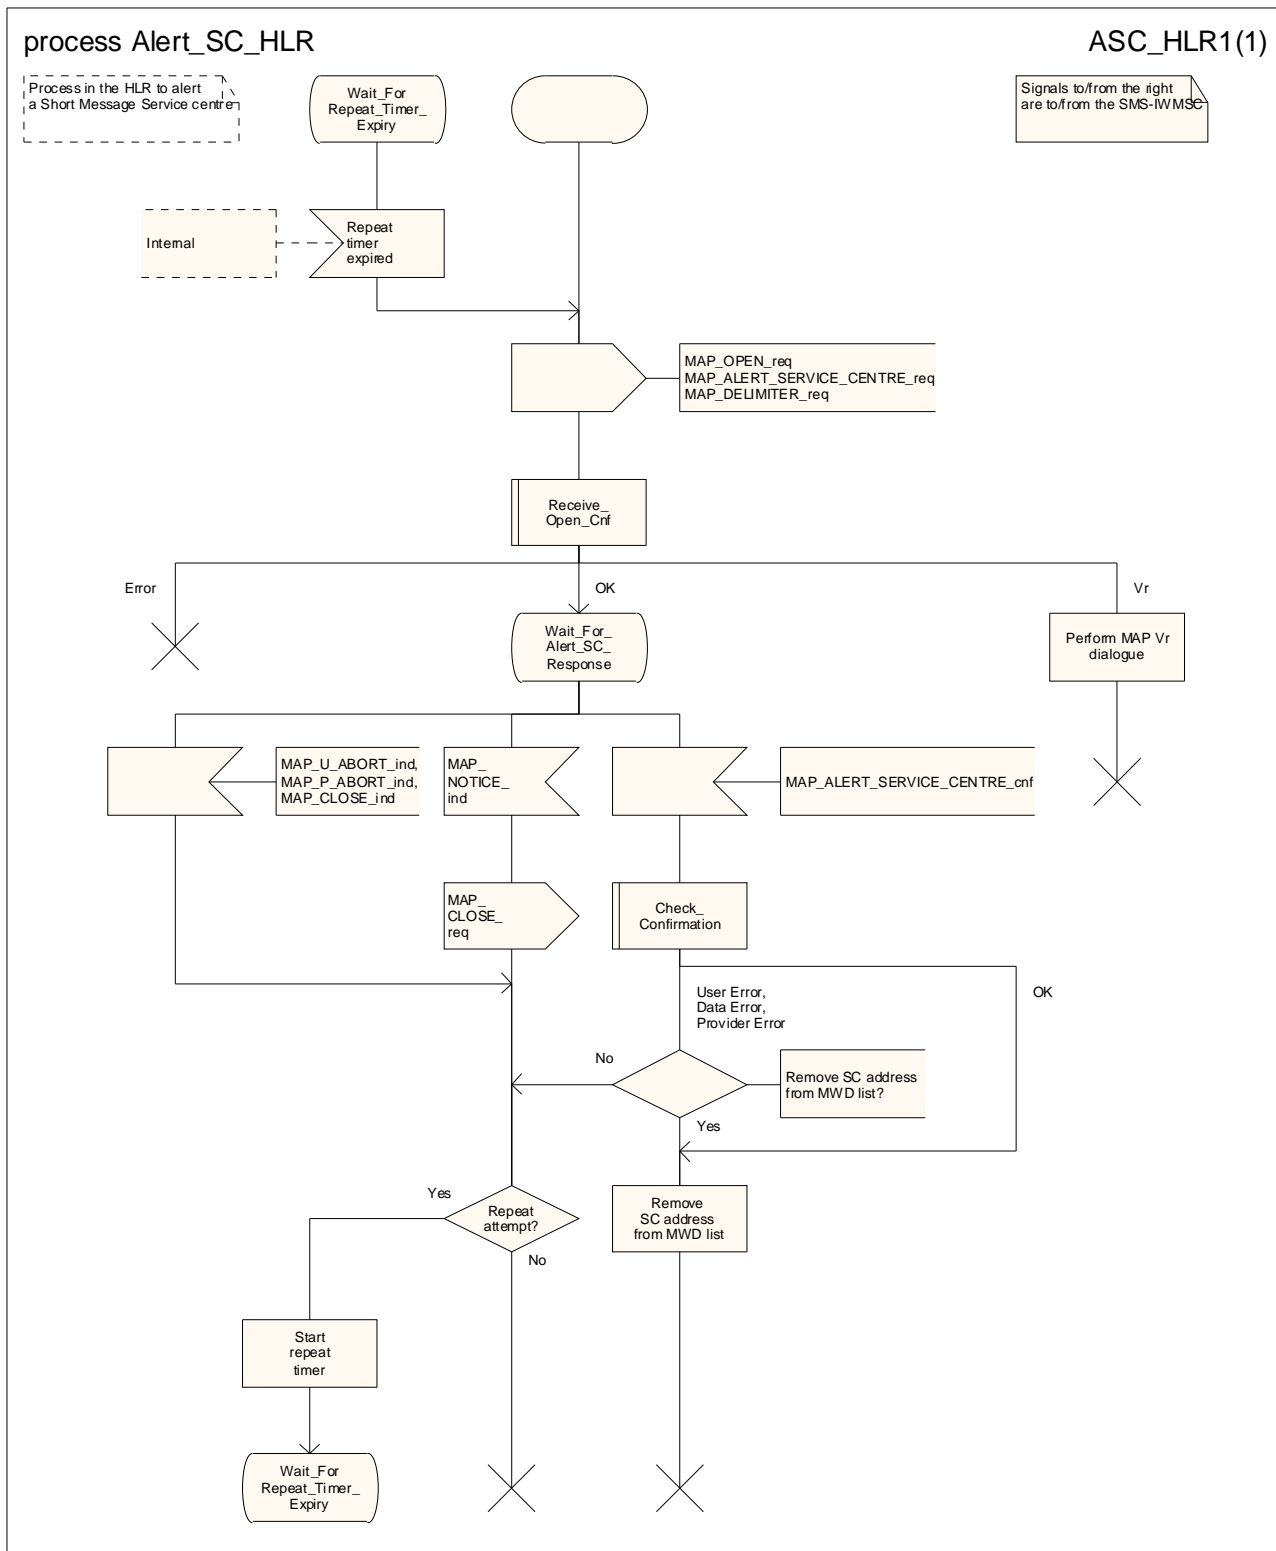 process Alert_SC_HLR
ASC_HLR1(1)
Process in the HLR to alert
a Short Message Service centre
Wait_For
Repeat_Timer_
Expiry
Signals to/from the right
are to/from the SMS-IWMSC
Internal
Repeat
timer
expired
MAP_OPEN_req
MAP_ALERT_SERVICE_CENTRE_req
MAP_DELIMITER_req
Receive_
Open_Cnf
Error
OK
Vr
Wait_For_
Alert_SC_
Response
Perform MAP Vr
dialogue
MAP_U_ABORT_ind,
MAP_P_ABORT_ind,
MAP_CLOSE_ind
MAP_
NOTICE_
ind
MAP_ALERT_SERVICE_CENTRE_cnf
MAP_
CLOSE_
req
Check_
Confirmation
User Error,
Data Error,
Provider Error
OK
No
Remove SC address
from MWD list?
Yes
Yes
Repeat
attempt?
No
Remove
SC address
from MWD list
Start
repeat
timer
Wait_For
Repeat_Timer_
Expiry